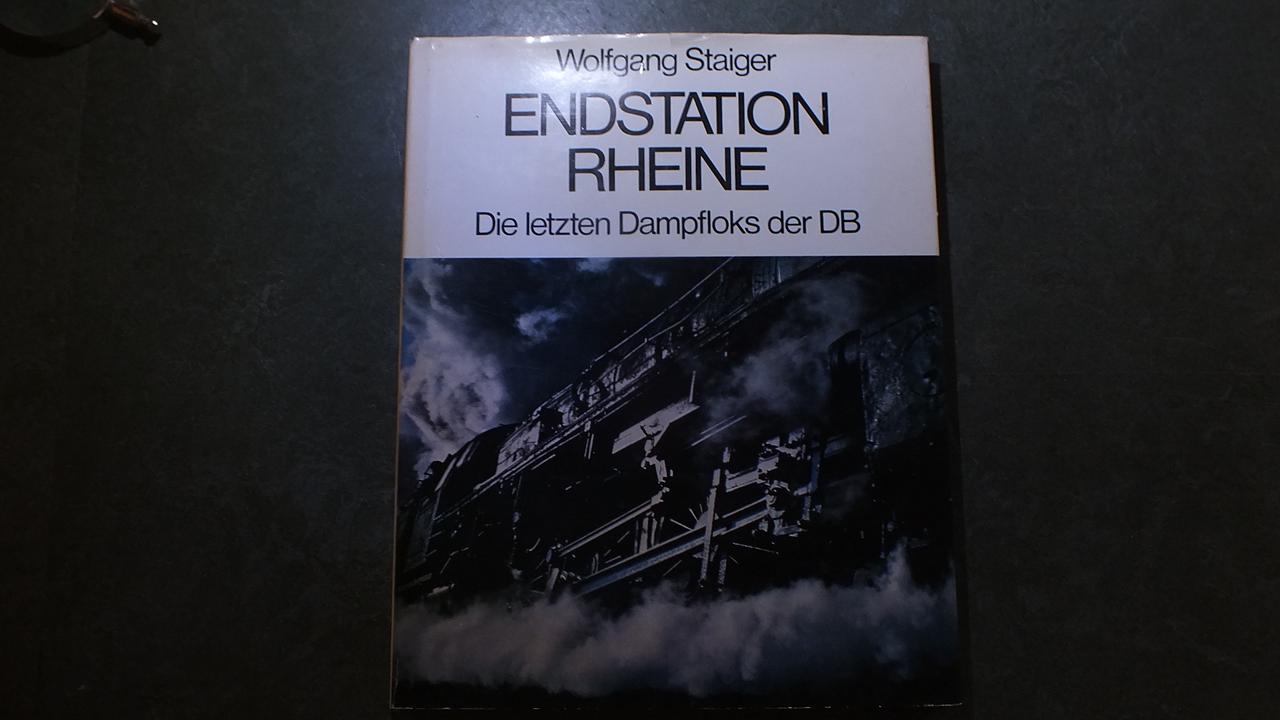 Wolfgang Staiger
ENDSTATION
RHEINE
Die letzten Dampfloks der DB